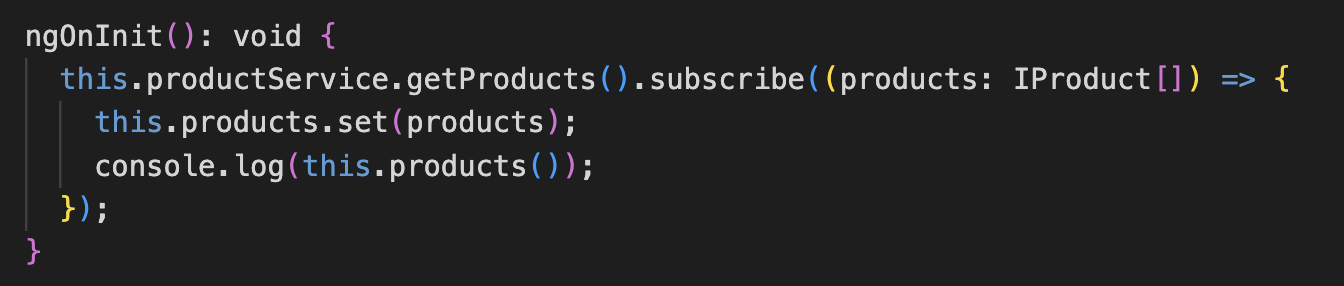 ngOnInit(): void {
  this.productService.getProducts().subscribe((products: IProduct[]) => {
    this.products.set(products);
    console.log(this.products());
  });
}